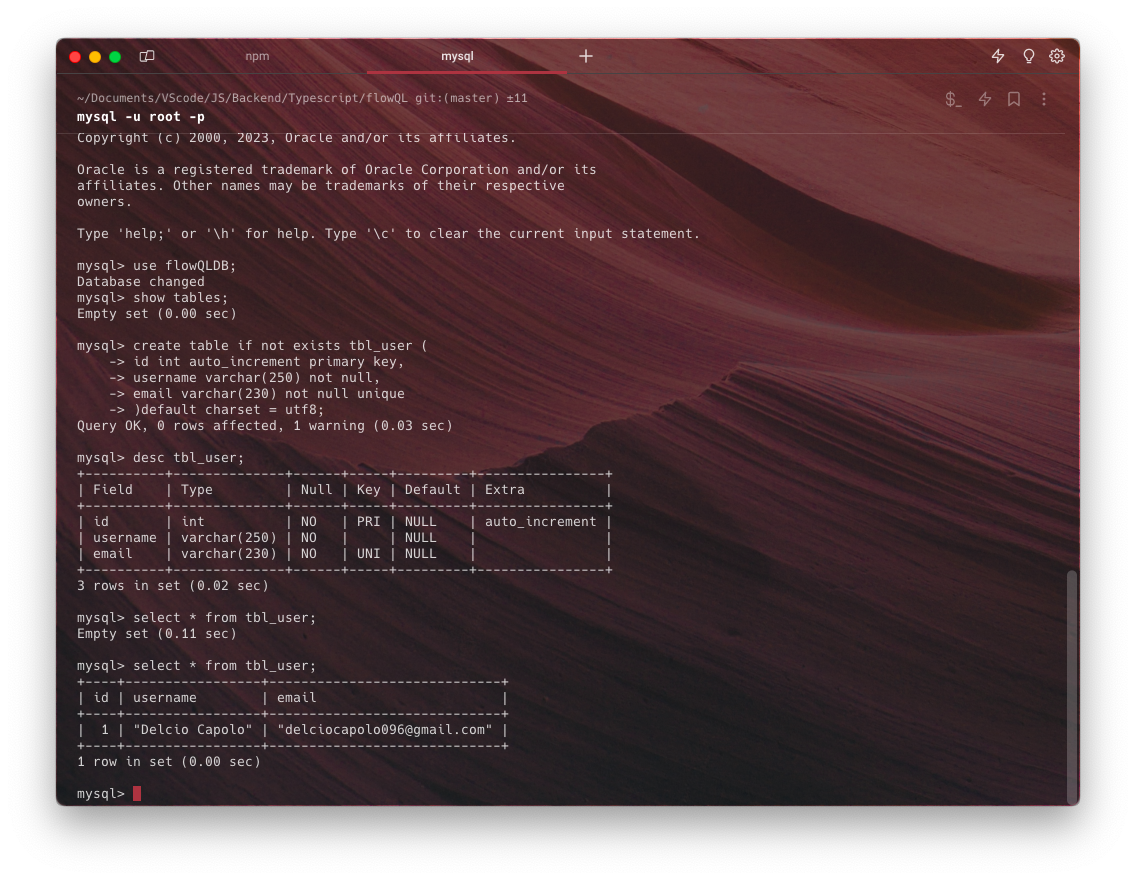 npm
mysql
~/Documents/VScode/JS/Backend/Typescript/flowQL git:(master) ±11
mysql -u root -p
Copyright (c) 2000, 2023, Oracle and/or its affiliates.
Oracle is a registered trademark of Oracle Corporation and/or its
affiliates. Other names may be trademarks of their respective
owners.
Type 'help;' or '\h' for help. Type '\c' to clear the current input statement.
mysql> use flowQLDB;
Database changed
mysql> show tables;
Empty set (0.00 sec)
mysql> create table if not exists tbl_user (
    -> id int auto_increment primary key,
    -> username varchar(250) not null,
    -> email varchar(230) not null unique
    -> )default charset = utf8;
Query OK, 0 rows affected, 1 warning (0.03 sec)
mysql> desc tbl_user;
+----------+--------------+------+-----+---------+----------------+
| Field    | Type         | Null | Key | Default | Extra          |
+----------+--------------+------+-----+---------+----------------+
| id       | int          | NO   | PRI | NULL    | auto_increment |
| username | varchar(250) | NO   |     | NULL    |                |
| email    | varchar(230) | NO   | UNI | NULL    |                |
+----------+--------------+------+-----+---------+----------------+
3 rows in set (0.02 sec)
mysql> select * from tbl_user;
Empty set (0.11 sec)
mysql> select * from tbl_user;
+----+-----------------+-----------------------------+
| id | username        | email                       |
+----+-----------------+-----------------------------+
|  1 | "Delcio Capolo" | "delciocapolo096@gmail.com" |
+----+-----------------+-----------------------------+
1 row in set (0.00 sec)
mysql>